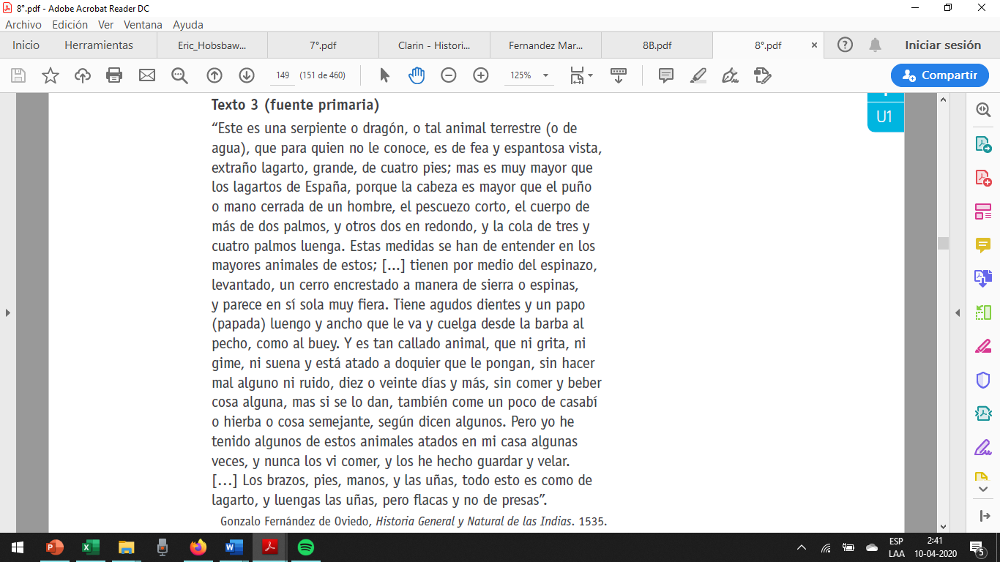 8°.pdf - Adobe Acrobat Reader DC
Archivo Edición Ver Ventana Ayuda
Inicio Herramientas Eric_Hobsbaw... 7°.pdf Clarin - Histori... Fernandez Mar... 8B.pdf 8°.pdf Iniciar sesión
149 (151 de 460) 125% Compartir
Texto 3 (fuente primaria)
U1
“Este es una serpiente o dragón, o tal animal terrestre (o de
agua), que para quien no le conoce, es de fea y espantosa vista,
extraño lagarto, grande, de cuatro pies; mas es muy mayor que
los lagartos de España, porque la cabeza es mayor que el puño
o mano cerrada de un hombre, el pescuezo corto, el cuerpo de
más de dos palmos, y otros dos en redondo, y la cola de tres y
cuatro palmos luenga. Estas medidas se han de entender en los
mayores animales de estos; [...] tienen por medio del espinazo,
levantado, un cerro encrestado a manera de sierra o espinas,
y parece en sí sola muy fiera. Tiene agudos dientes y un papo
(papada) luengo y ancho que le va y cuelga desde la barba al
pecho, como al buey. Y es tan callado animal, que ni grita, ni
gime, ni suena y está atado a doquier que le pongan, sin hacer
mal alguno ni ruido, diez o veinte días y más, sin comer y beber
cosa alguna, mas si se lo dan, también come un poco de casabí
o hierba o cosa semejante, según dicen algunos. Pero yo he
tenido algunos de estos animales atados en mi casa algunas
veces, y nunca los vi comer, y los he hecho guardar y velar.
[...] Los brazos, pies, manos, y las uñas, todo esto es como de
lagarto, y luengas las uñas, pero flacas y no de presas”.
Gonzalo Fernández de Oviedo, Historia General y Natural de las Indias. 1535.
ESP 2:41
LAA 10-04-2020 5